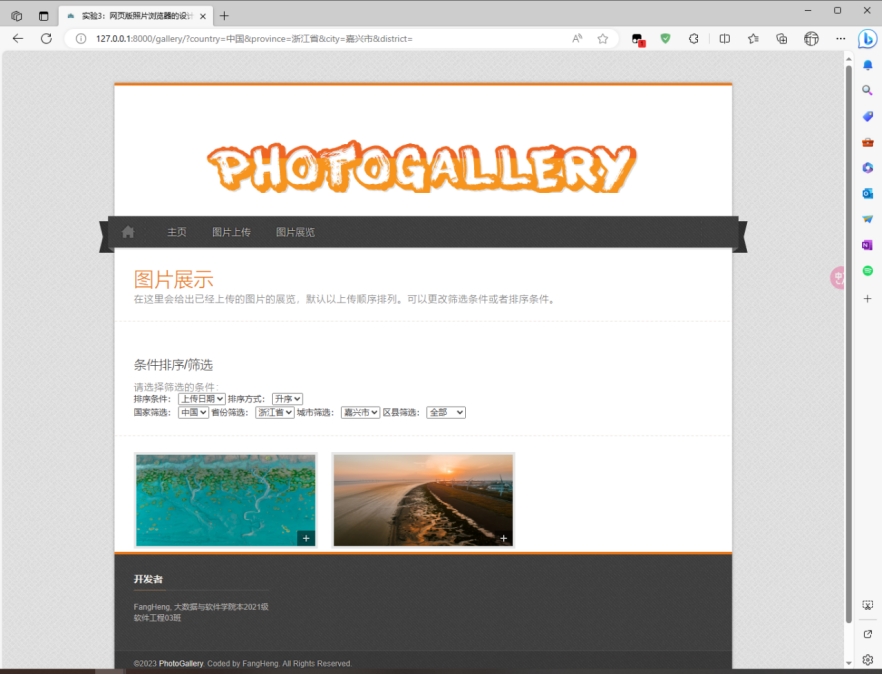 实验3：网页版照片浏览器的设计
127.0.0.1:8000/gallery/?country=中国&province=浙江省&city=嘉兴市&district=
PHOTOGALLERY
主页 图片上传 图片展览
图片展示
在这里会给出已经上传的图片的展览，默认以上传顺序排列。可以更改筛选条件或者排序条件。
条件排序/筛选
请选择筛选的条件:
排序条件： 上传日期 排序方式： 升序
国家筛选： 中国 省份筛选： 浙江省 城市筛选： 嘉兴市 区县筛选： 全部
开发者
FangHeng, 大数据与软件学院本2021级
软件工程03班
©2023 PhotoGallery. Coded by FangHeng. All Rights Reserved.